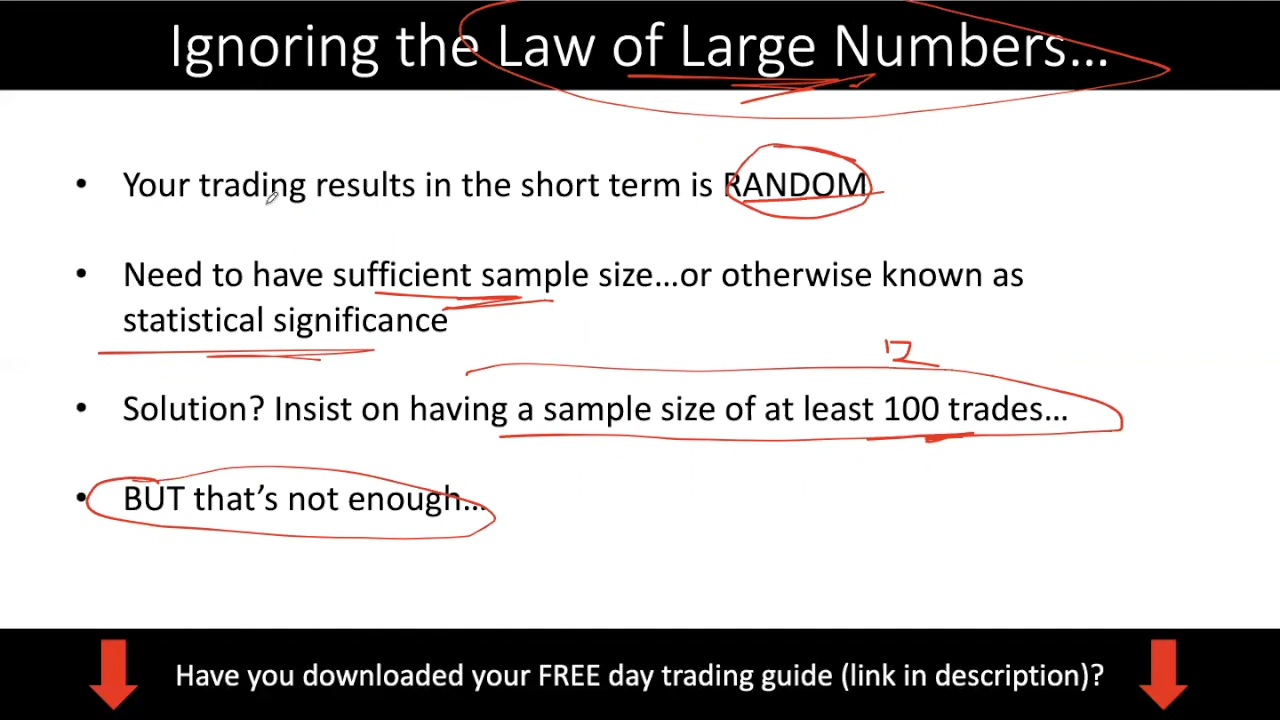 Ignoring the Law of Large Numbers...
• Your trading results in the short term is RANDOM
• Need to have sufficient sample size...or otherwise known as
statistical significance
• Solution? Insist on having a sample size of at least 100 trades...
• BUT that's not enough...
Have you downloaded your FREE day trading guide (link in description)?